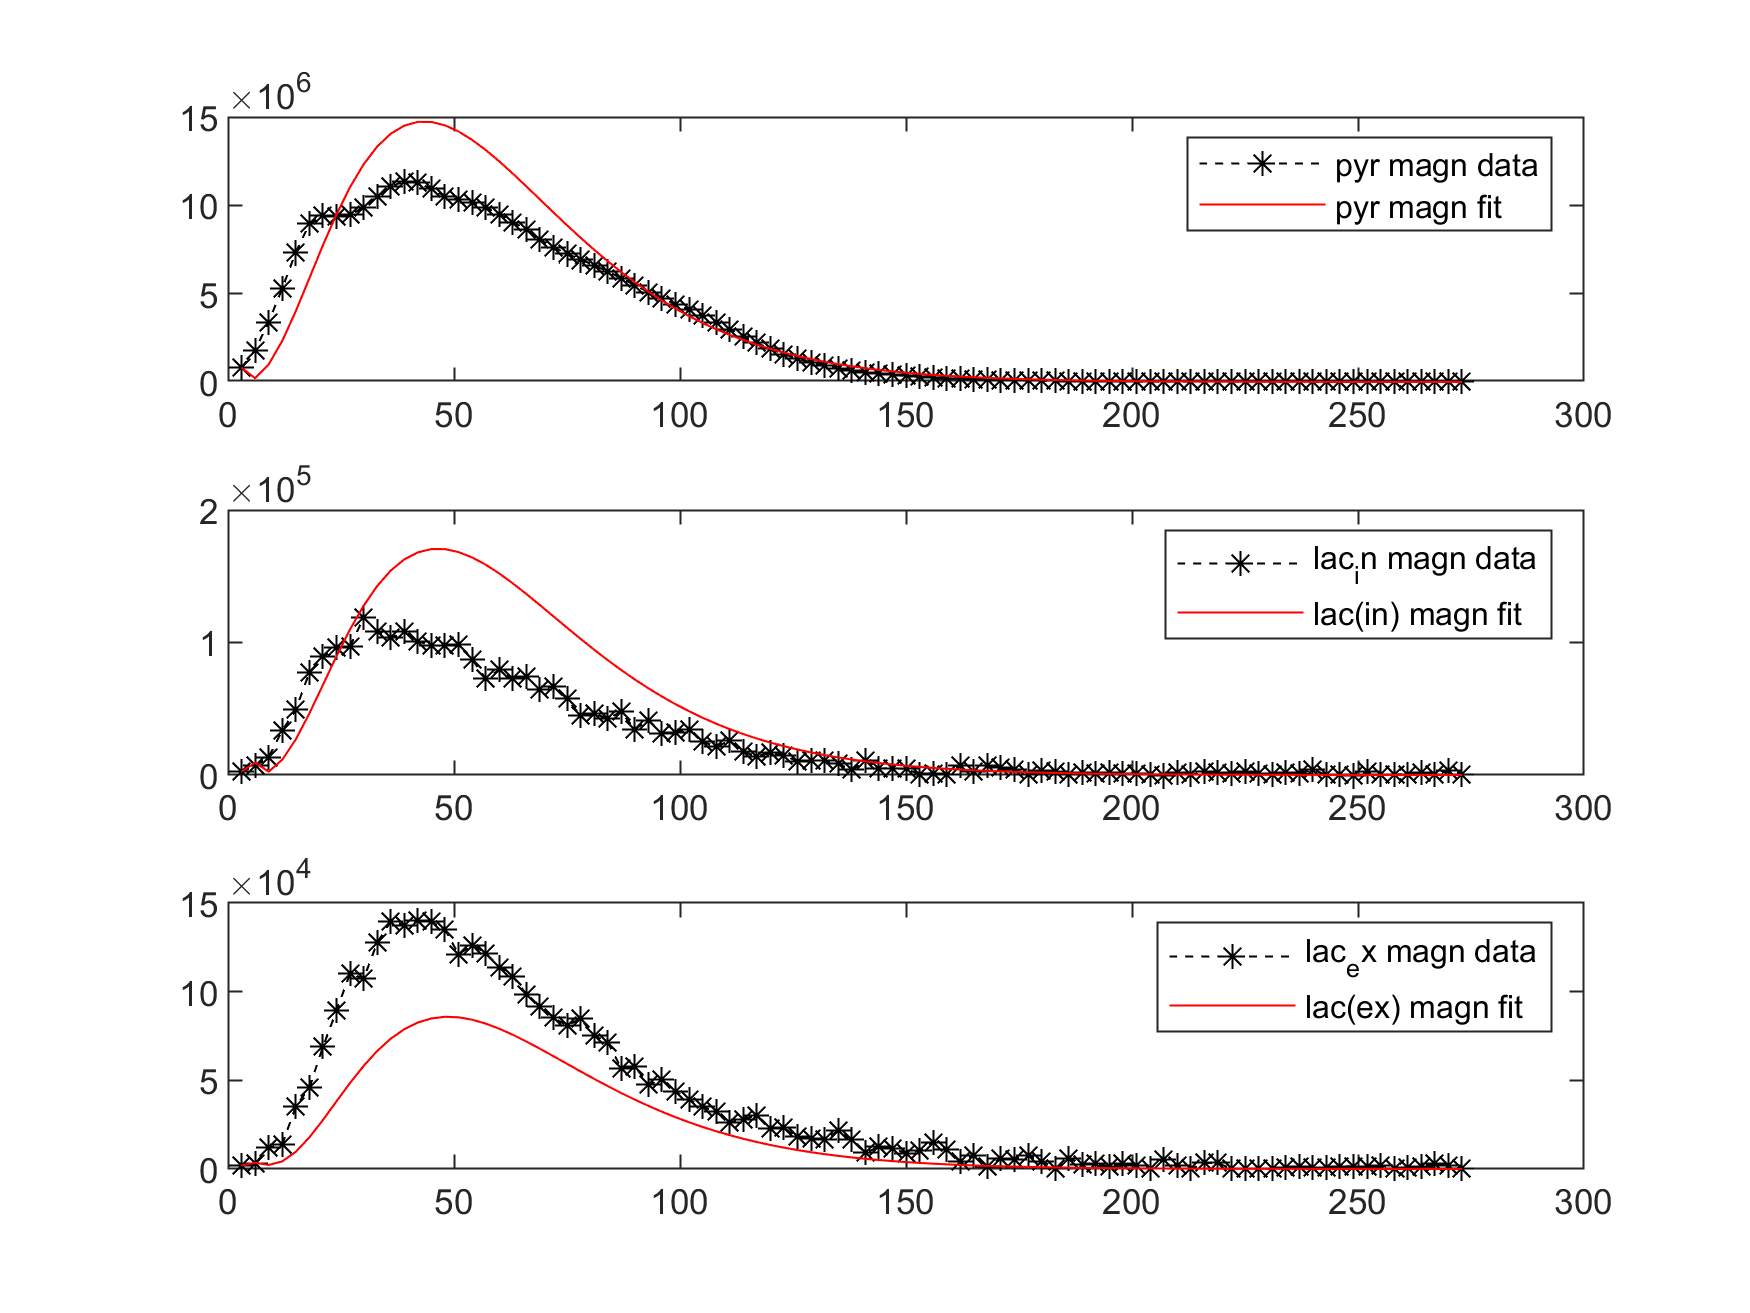 ×10^6
15
10
5
0
0 50 100 150 200 250 300
pyr magn data
pyr magn fit
×10^5
2
1
0
0 50 100 150 200 250 300
lac_in magn data
lac(in) magn fit
×10^4
15
10
5
0
0 50 100 150 200 250 300
lac_ex magn data
lac(ex) magn fit